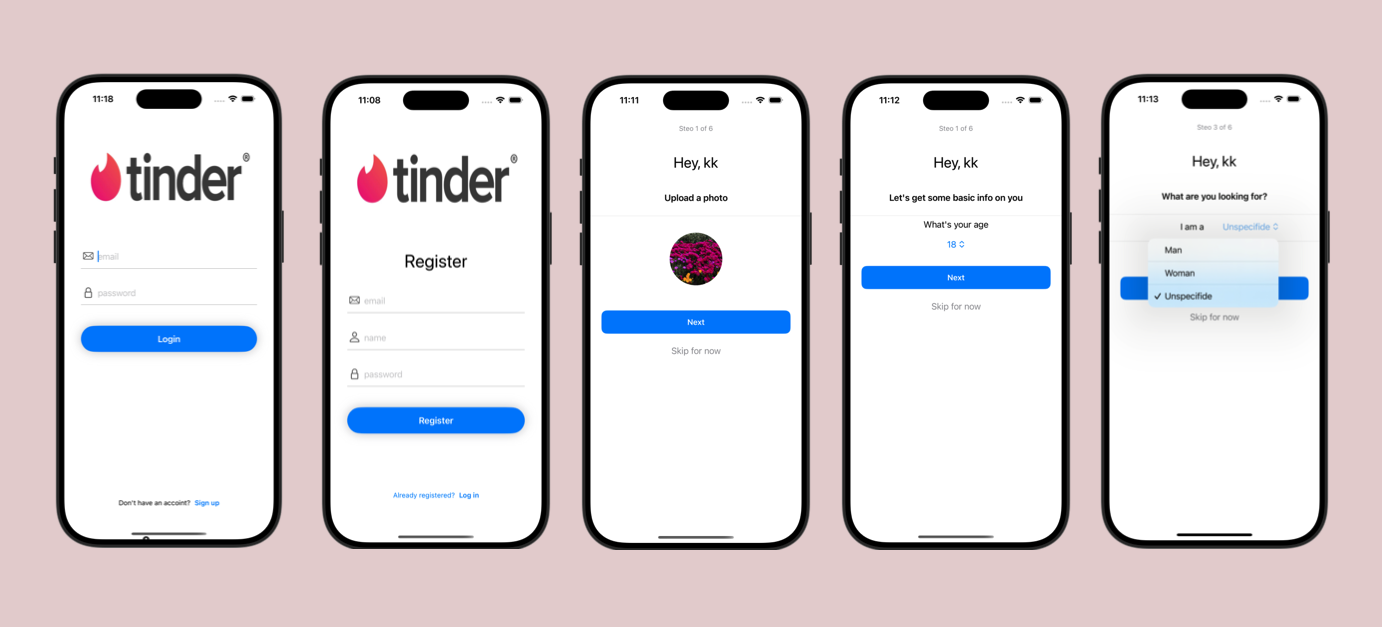 11:18
tinder®
email
password
Login
Don't have an accoint? Sign up
11:08
tinder®
Register
email
name
password
Register
Already registered? Log in
11:11
Steo 1 of 6
Hey, kk
Upload a photo
Next
Skip for now
11:12
Steo 1 of 6
Hey, kk
Let's get some basic info on you
What's your age
18
Next
Skip for now
11:13
Steo 3 of 6
Hey, kk
What are you looking for?
I am a Unspecifide
Man
Woman
✓ Unspecifide
Skip for now